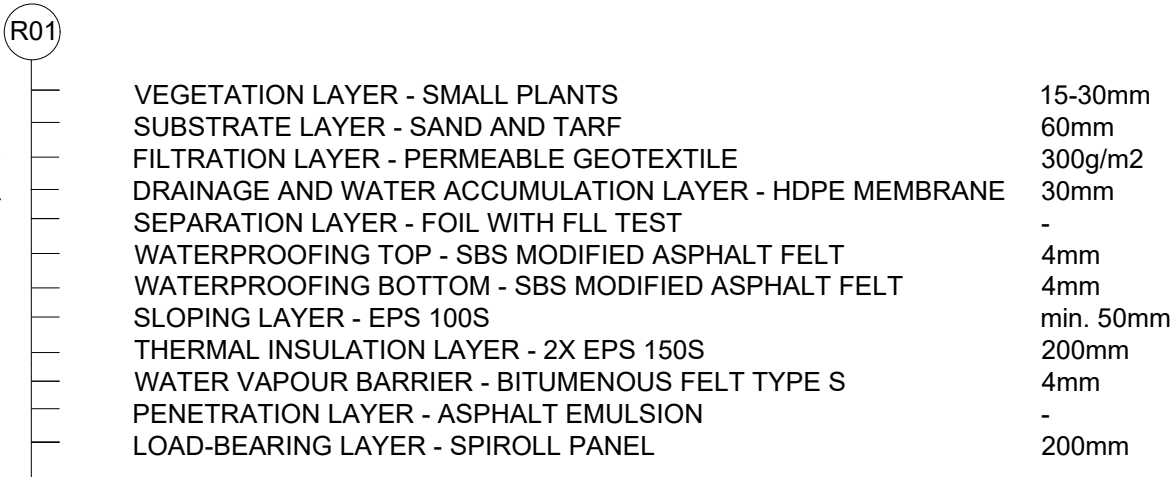 R01
VEGETATION LAYER - SMALL PLANTS 15-30mm
SUBSTRATE LAYER - SAND AND TARF 60mm
FILTRATION LAYER - PERMEABLE GEOTEXTILE 300g/m2
DRAINAGE AND WATER ACCUMULATION LAYER - HDPE MEMBRANE 30mm
SEPARATION LAYER - FOIL WITH FLL TEST -
WATERPROOFING TOP - SBS MODIFIED ASPHALT FELT 4mm
WATERPROOFING BOTTOM - SBS MODIFIED ASPHALT FELT 4mm
SLOPING LAYER - EPS 100S min. 50mm
THERMAL INSULATION LAYER - 2X EPS 150S 200mm
WATER VAPOUR BARRIER - BITUMENOUS FELT TYPE S 4mm
PENETRATION LAYER - ASPHALT EMULSION -
LOAD-BEARING LAYER - SPIROLL PANEL 200mm